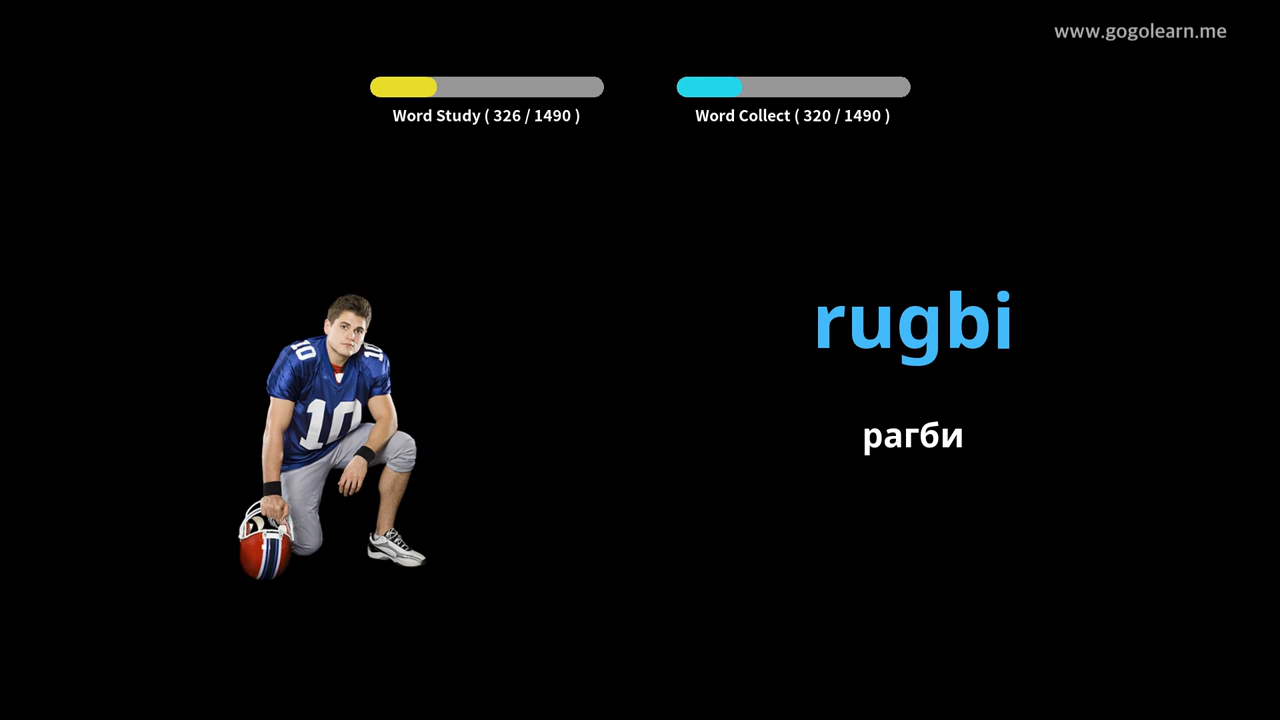 www.gogolearn.me
Word Study ( 326 / 1490 )
Word Collect ( 320 / 1490 )
rugbi
рагби
10
10
10